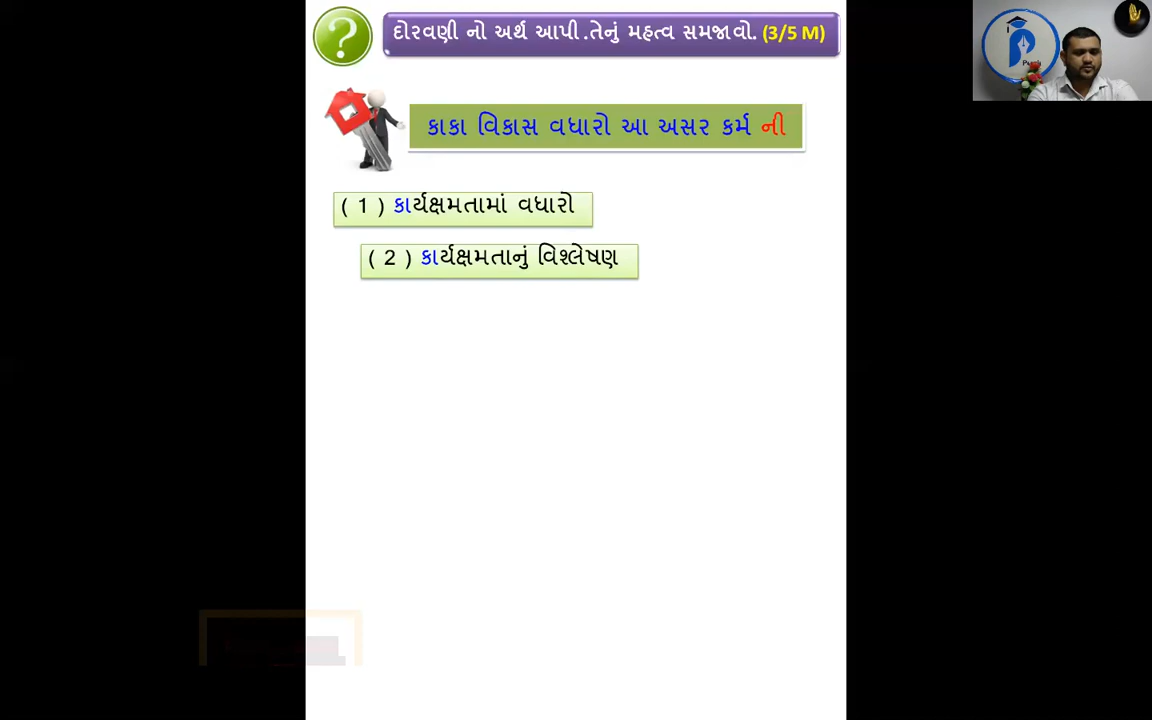 દોરવણી નો અર્થ આપી .તેનું મહત્વ સમજાવો. (3/5 M)
કાકા વિકાસ વધારો આ અસર કર્મ ની
( 1 ) કાર્યક્ષમતામાં વધારો
( 2 ) કાર્યક્ષમતાનું વિશ્લેષણ